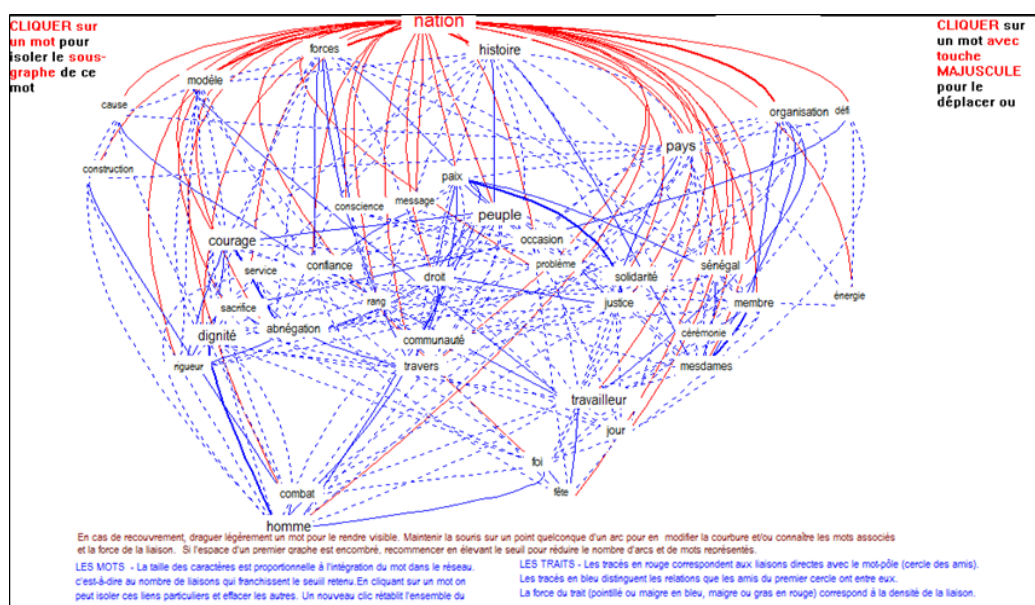 nation
CLIQUER sur
un mot pour
isoler le sous-
graphe de ce
mot
CLIQUER sur
un mot avec
touche
MAJUSCULE
pour le
déplacer ou
forces
histoire
modèle
cause
organisation
défi
construction
pays
paix
conscience
message
peuple
courage
occasion
service
confiance
problème
sénégal
droit
solidarité
sacrifice
rang
justice
membre
énergie
dignité
abnégation
communauté
cérémonie
rigueur
travers
mesdames
travailleur
jour
foi
combat
fête
homme
En cas de recouvrement, draguer légèrement un mot pour le rendre visible. Maintenir la souris sur un point quelconque d'un arc pour en modifier la courbure et/ou connaître les mots associés
et la force de la liaison. Si l'espace d'un premier graphe est encombré, recommencer en élevant le seuil pour réduire le nombre d'arcs et de mots représentés.
LES MOTS - La taille des caractères est proportionnelle à l'intégration du mot dans le réseau.
c'est-à-dire au nombre de liaisons qui franchissent le seuill retenu.En cliquant sur un mot on
peut isoler ces liens particuliers et effacer les autres. Un nouveau clic rétablit l'ensemble du
LES TRAITS - Les tracés en rouge correspondent aux liaisons directes avec le mot-pôle (cercle des amis).
Les tracés en bleu distinguent les relations que les amis du premier cercle ont entre eux.
La force du trait (pointillé ou maigre en bleu, maigre ou gras en rouge) correspond à la densité de la liaison.